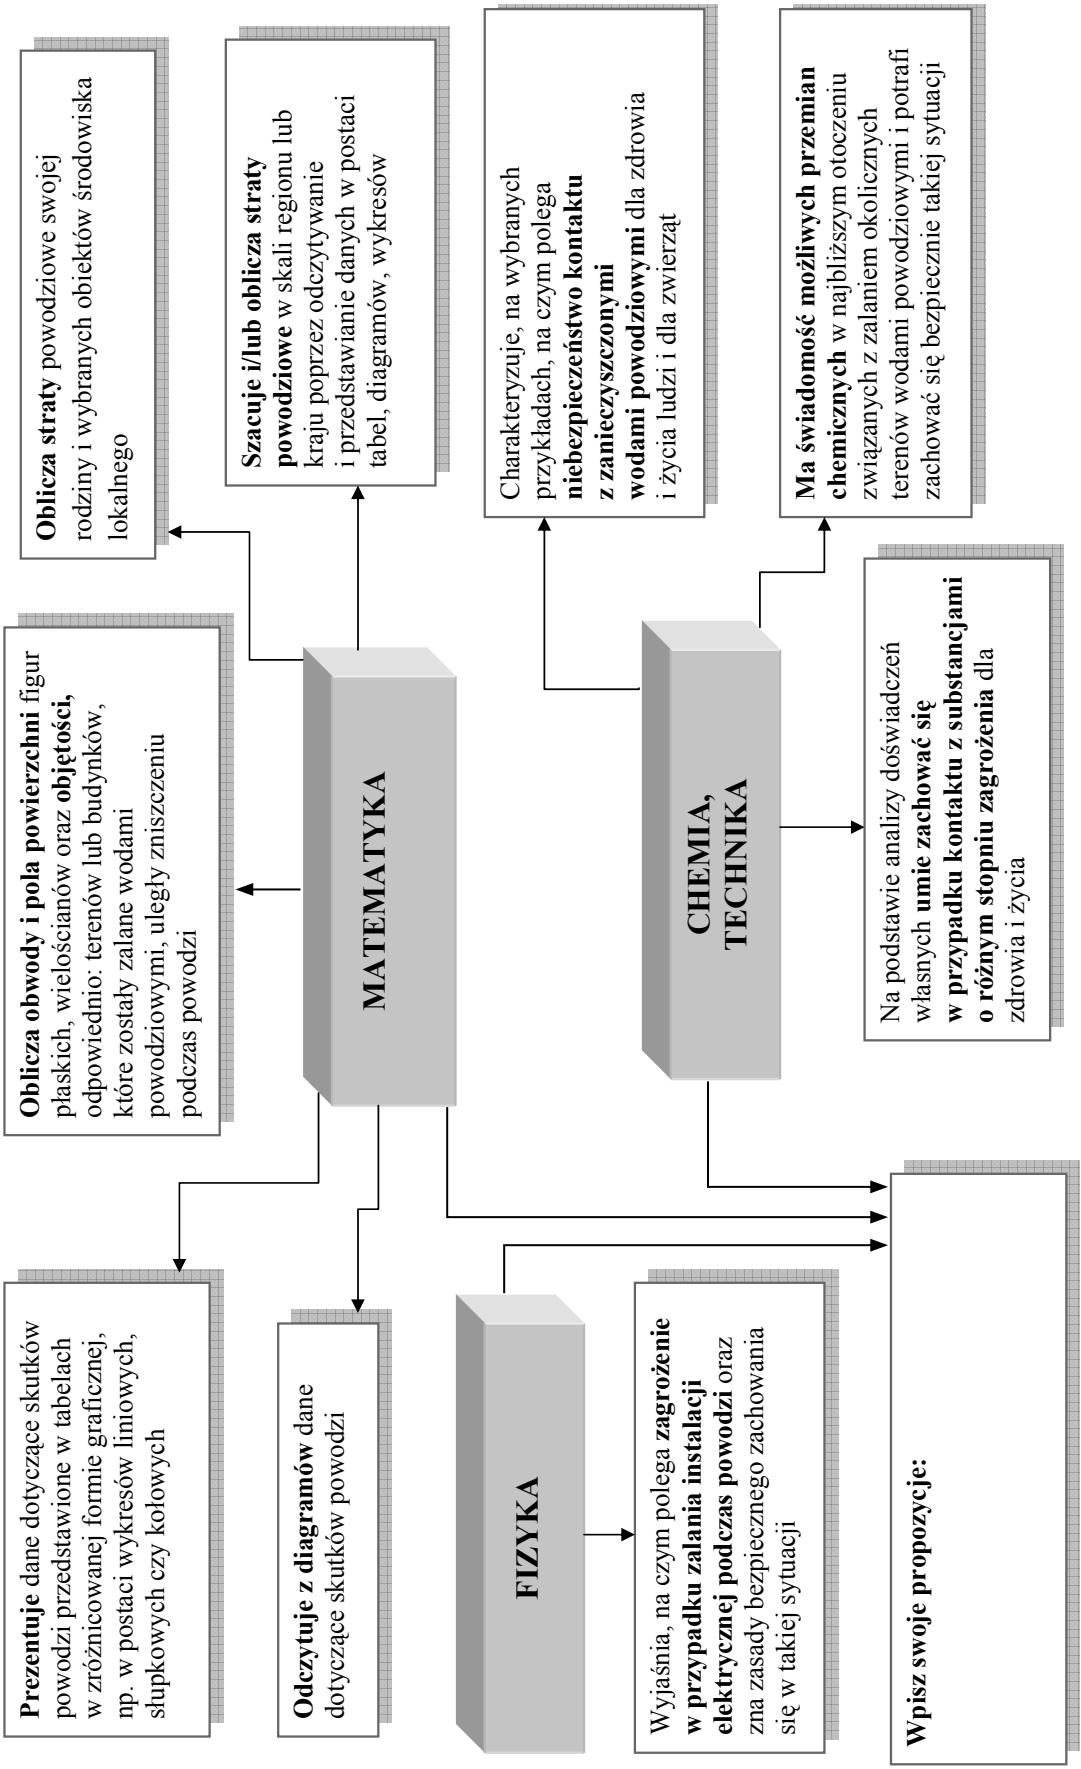 Prezentuje dane dotyczące skutków
powodzi przedstawione w tabelach
w zróżnicowanej formie graficznej,
np. w postaci wykresów liniowych,
słupkowych czy kołowych
Oblicza obwody i pola powierzchni figur
płaskich, wielościanów oraz objętości,
odpowiednio: terenów lub budynków,
które zostały zalane wodami
powodziowymi, uległy zniszczeniu
podczas powodzi
Oblicza straty powodziowe swojej
rodziny i wybranych obiektów środowiska
lokalnego
Odczytuje z diagramów dane
dotyczące skutków powodzi
MATEMATYKA
Szacuje i/lub oblicza straty
powodziowe w skali regionu lub
kraju poprzez odczytywanie
i przedstawianie danych w postaci
tabel, diagramów, wykresów
FIZYKA
Wyjaśnia, na czym polega zagrożenie
w przypadku zalania instalacji
elektrycznej podczas powodzi oraz
zna zasady bezpiecznego zachowania
się w takiej sytuacji
CHEMIA,
TECHNIKA
Charakteryzuje, na wybranych
przykładach, na czym polega
niebezpieczeństwo kontaktu
z zanieczyszczonymi
wodami powodziowymi dla zdrowia
i życia ludzi i dla zwierząt
Ma świadomość możliwych przemian
chemicznych w najbliższym otoczeniu
związanych z zalaniem okolicznych
terenów wodami powodziowymi i potrafi
zachować się bezpiecznie takiej sytuacji
Na podstawie analizy doświadczeń
własnych umie zachować się
w przypadku kontaktu z substancjami
o różnym stopniu zagrożenia dla
zdrowia i życia
Wpisz swoje propozycje: